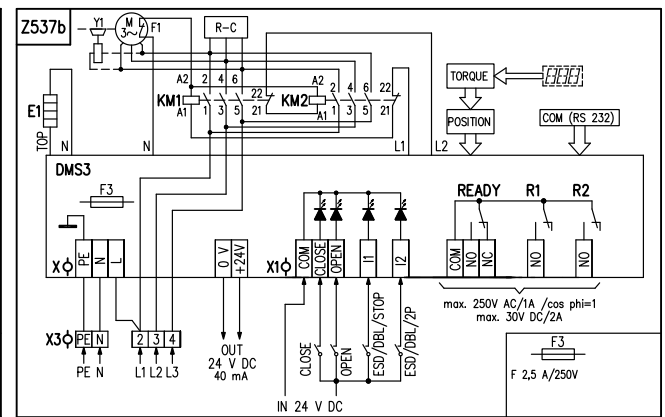 Z537b
Y1
M
3~
F1
R-C
A2
2
4
6
KM1
A1
1
3
5
22
21
A2
2
4
6
22
KM2
A1
1
3
5
21
E1
TOP
N
N
L1
L2
TORQUE
POSITION
COM (RS 232)
DMS3
F3
READY
R1
R2
X
PE
N
L
0 V
+24V
X1
COM
CLOSE
OPEN
I1
I2
COM
NO
NC
NO
NO
max. 250V AC/1A /cos phi=1
max. 30V DC/2A
X3
PE
N
2
3
4
PE N
L1 L2 L3
OUT
24 V DC
40 mA
CLOSE
OPEN
ESD/DBL/STOP
ESD/DBL/2P
IN 24 V DC
F3
F 2,5 A/250V